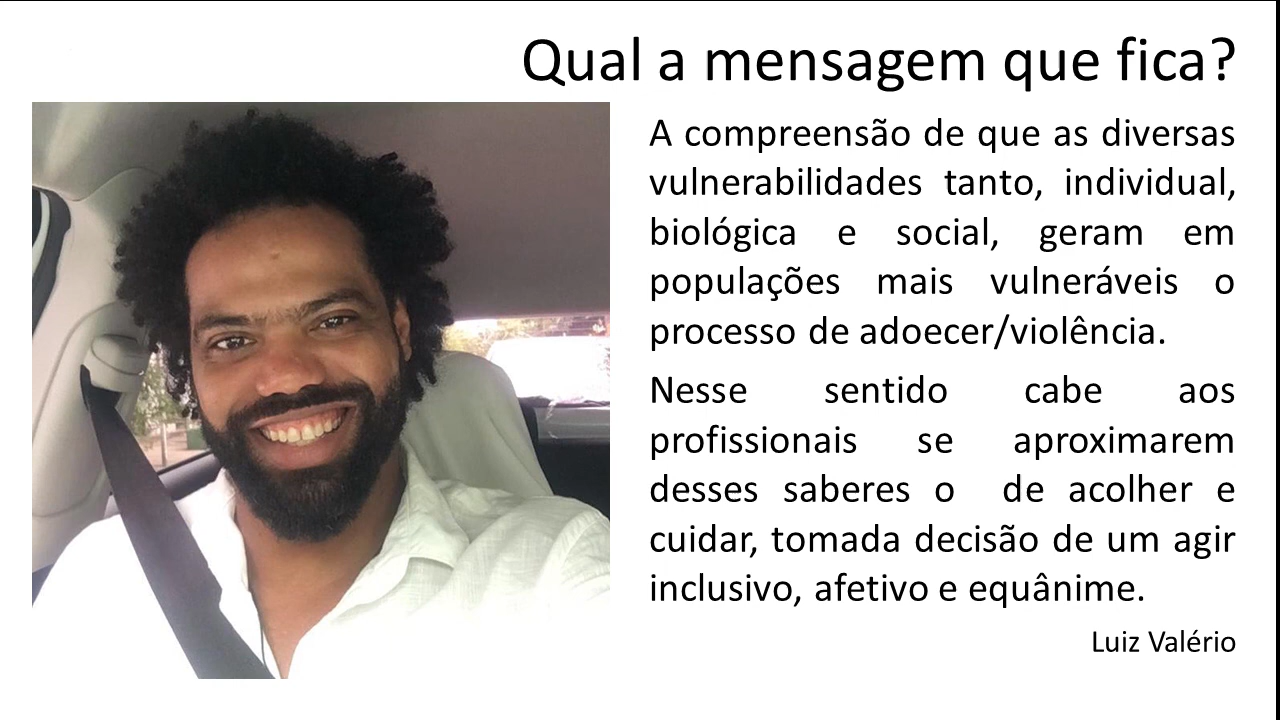 Qual a mensagem que fica?
A compreensão de que as diversas
vulnerabilidades tanto, individual,
biológica e social, geram em
populações mais vulneráveis o
processo de adoecer/violência.
Nesse sentido cabe aos
profissionais se aproximarem
desses saberes o de acolher e
cuidar, tomada decisão de um agir
inclusivo, afetivo e equânime.
Luiz Valério